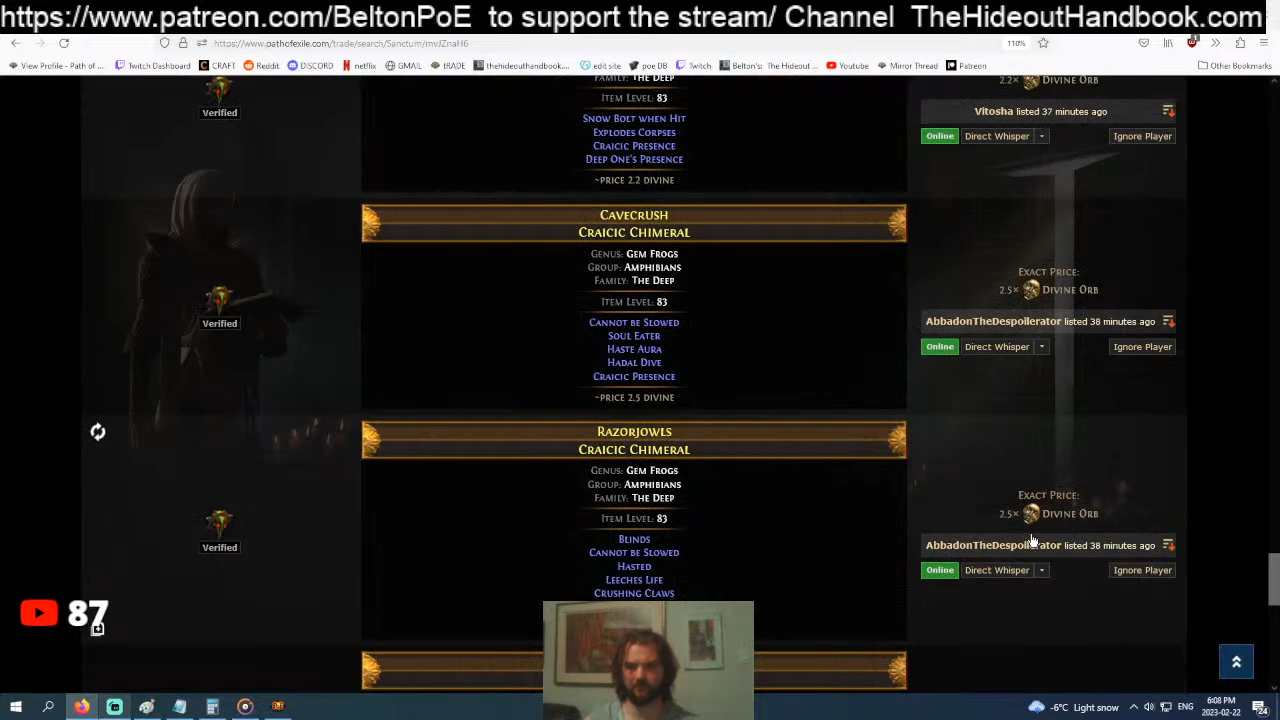 https://www.patreon.com/BeltonPoE to support the stream/ Channel TheHideoutHandbook.com
https://www.pathofexile.com/trade/search/Sanctum/myJZnaH6
110%
View Profile - Path of ...
Twitch Dashboard
CRAFT
Reddit
DISCORD
netflix
GMAIL
tRADE
thehideouthandbook....
edit site
poe DB
Twitch
Belton's: The Hideout ...
Youtube
Mirror Thread
Patreon
Other Bookmarks
Family: The Deep
2.2× Divine Orb
Verified
Item Level: 83
Snow Bolt when Hit
Explodes Corpses
Craicic Presence
Deep One's Presence
~price 2.2 divine
Vitosha listed 37 minutes ago
Online Direct Whisper Ignore Player
Cavecrush
Craicic Chimeral
Genus: Gem Frogs
Group: Amphibians
Family: The Deep
Item Level: 83
Cannot be Slowed
Soul Eater
Haste Aura
Hadal Dive
Craicic Presence
~price 2.5 divine
Verified
Exact Price:
2.5× Divine Orb
AbbadonTheDespoilerator listed 38 minutes ago
Online Direct Whisper Ignore Player
Razorjowls
Craicic Chimeral
Genus: Gem Frogs
Group: Amphibians
Family: The Deep
Item Level: 83
Blinds
Cannot be Slowed
Hasted
Leeches Life
Crushing Claws
Verified
Exact Price:
2.5× Divine Orb
AbbadonTheDespoilerator listed 38 minutes ago
Online Direct Whisper Ignore Player
87
-6°C Light snow
ENG
6:08 PM
2023-02-22
24